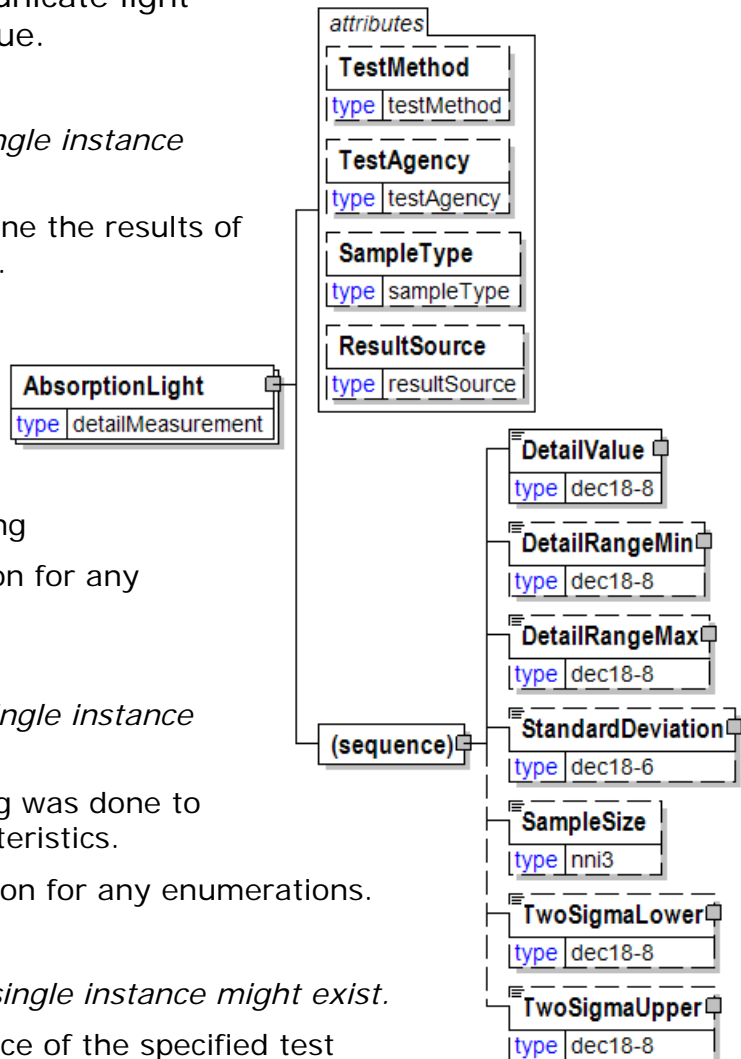 unicate light
ue.
ngle instance
ne the results of
.
ng
on for any
ingle instance
g was done to
teristics.
on for any enumerations.
single instance might exist.
ce of the specified test
attributes
TestMethod
type testMethod
TestAgency
type testAgency
SampleType
type sampleType
ResultSource
type resultSource
AbsorptionLight
type detailMeasurement
(sequence)
DetailValue
type dec18-8
DetailRangeMin
type dec18-8
DetailRangeMax
type dec18-8
StandardDeviation
type dec18-6
SampleSize
type nni3
TwoSigmaLower
type dec18-8
TwoSigmaUpper
type dec18-8